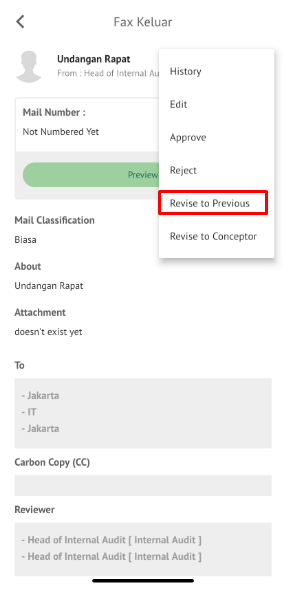 Fax Keluar
Undangan Rapat
From : Head of Internal Au
History
Edit
Approve
Reject
Revise to Previous
Revise to Conceptor
Mail Number :
Not Numbered Yet
Preview
Mail Classification
Biasa
About
Undangan Rapat
Attachment
doesn't exist yet
To
- Jakarta
- IT
- Jakarta
Carbon Copy (CC)
Reviewer
- Head of Internal Audit [ Internal Audit ]
- Head of Internal Audit [ Internal Audit ]